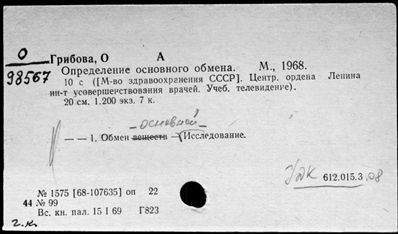 О
98567
Грибова, О А
Определение основного обмена. М., 1968.
10 с ([М-во здравоохранения СССР]. Центр. ордена Ленина
ин-т усовершенствования врачей. Учеб. телевидение).
20 см. 1.200 экз. 7 к.
основной
— — 1. Обмен веществ — Исследование.
УДК 612.015.3.08
№ 1575 [68-107635] оп 22
44 № 99
Вс. кн. пал. 15 I 69 Г823
г.к.